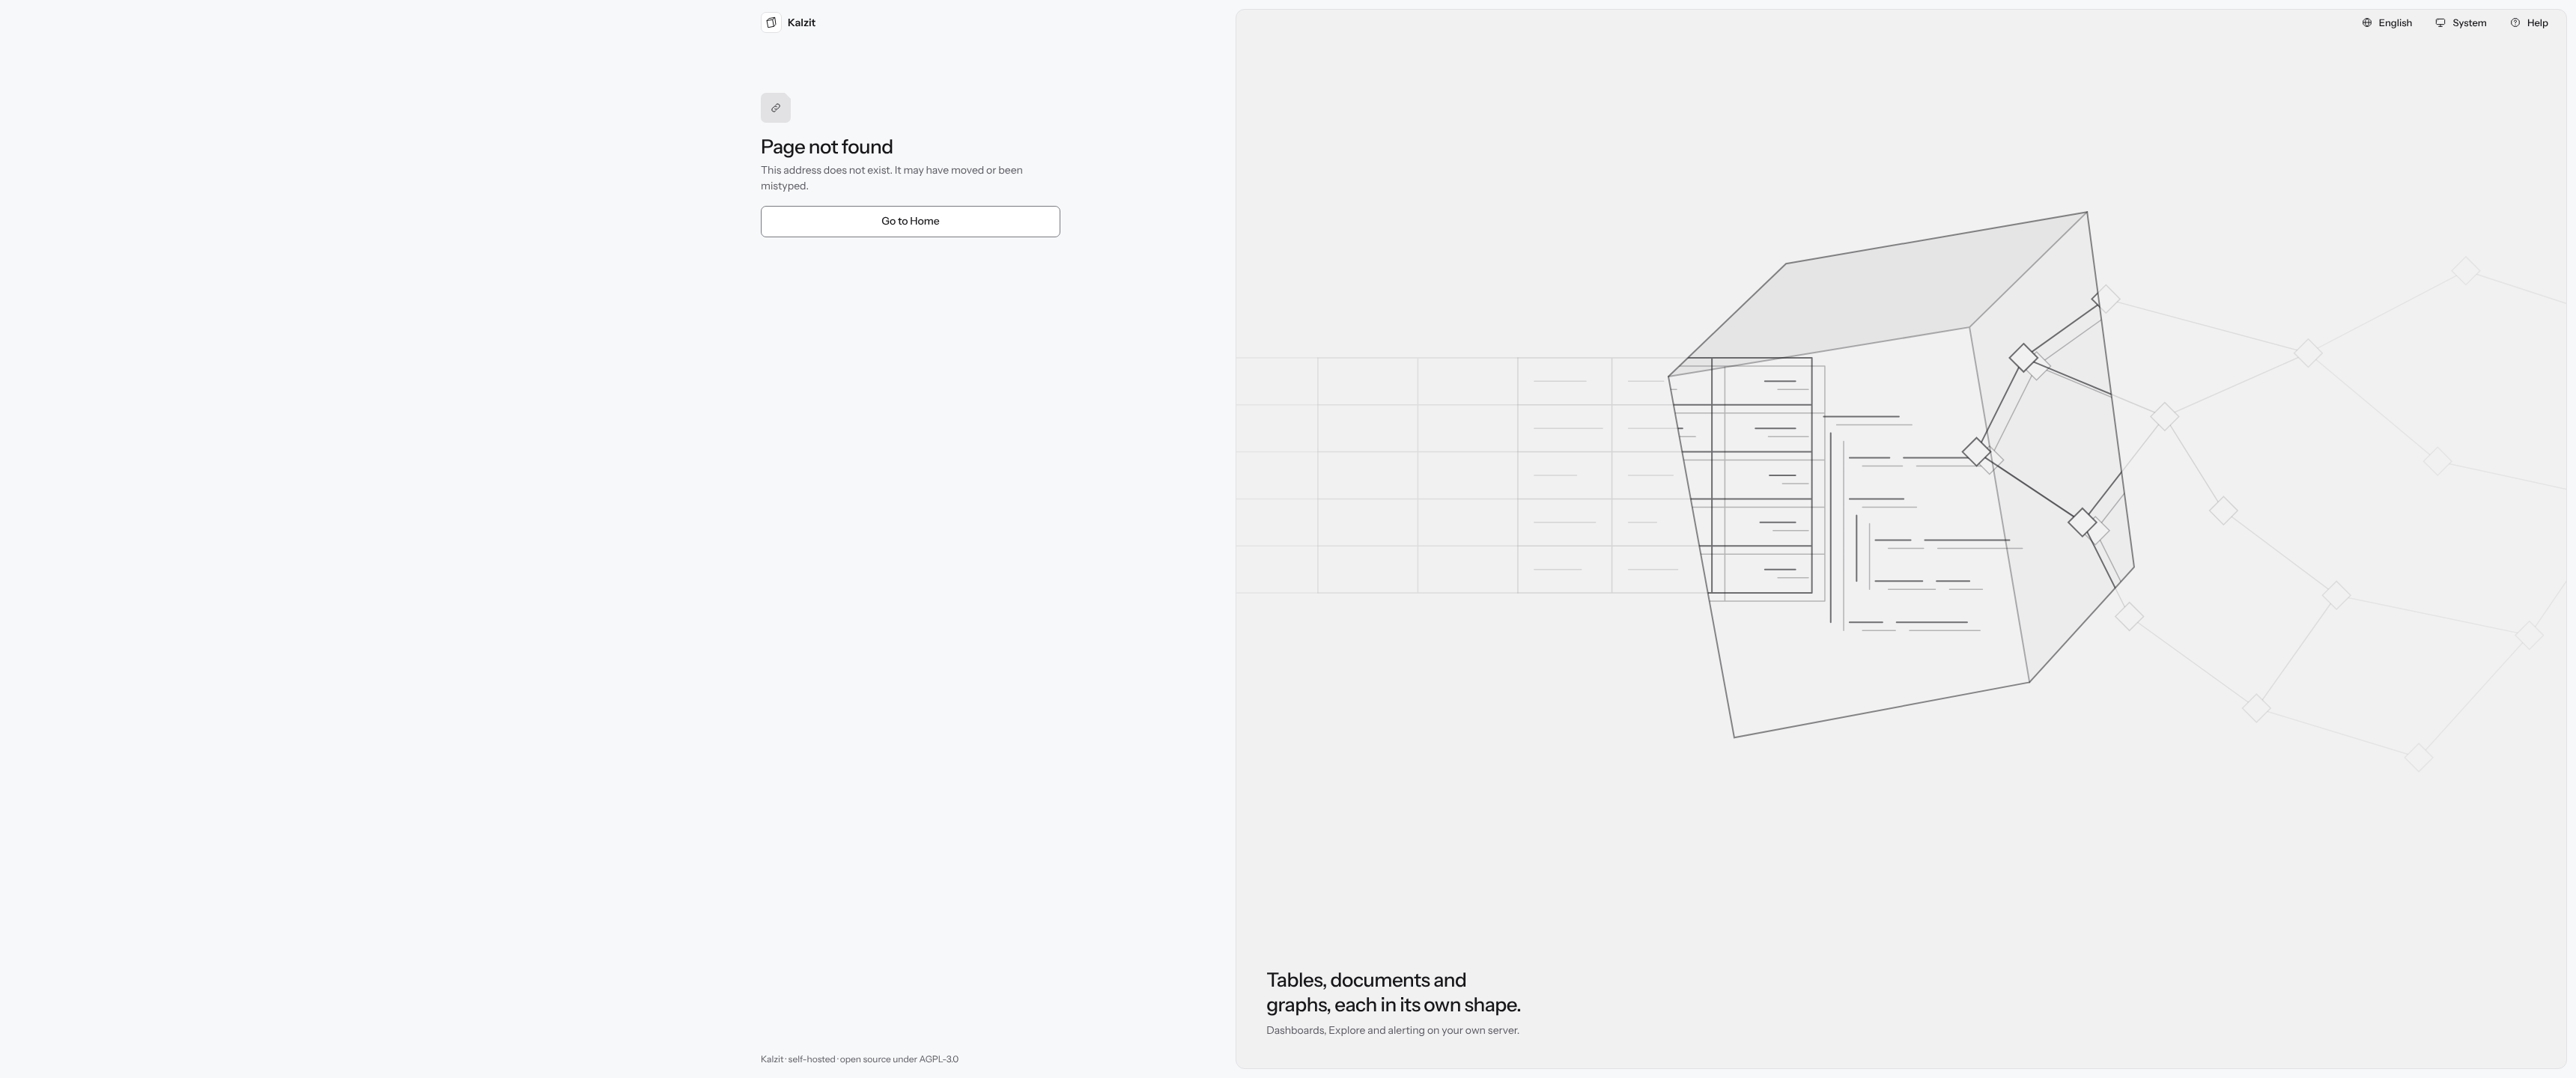 Kalzit
English
System
Help
Page not found
This address does not exist. It may have moved or been
mistyped.
Go to Home
Tables, documents and
graphs, each in its own shape.
Dashboards, Explore and alerting on your own server.
Kalzit · self-hosted · open source under AGPL-3.0